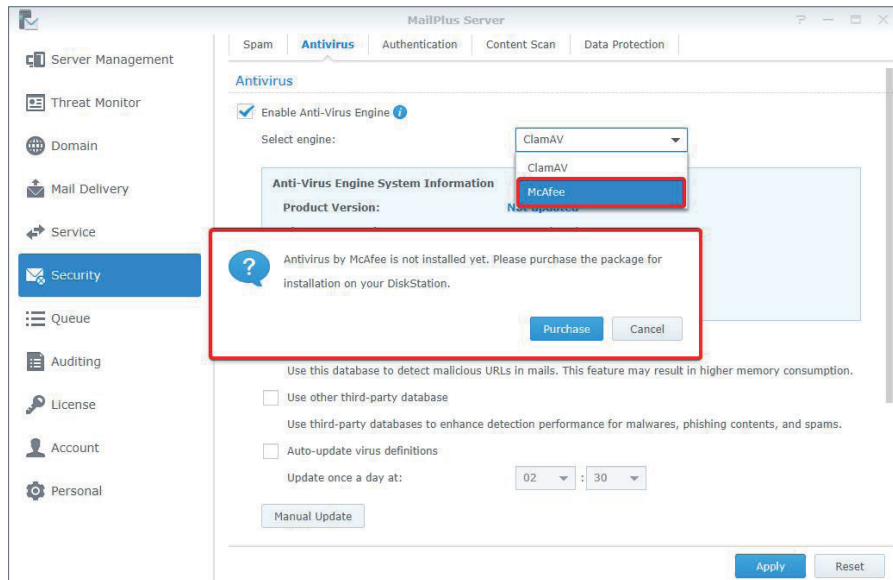 MailPlus Server
Server Management
Threat Monitor
Domain
Mail Delivery
Service
Security
Queue
Auditing
License
Account
Personal
Spam Antivirus Authentication Content Scan Data Protection
Antivirus
Enable Anti-Virus Engine
Select engine: ClamAV
ClamAV
McAfee
Anti-Virus Engine System Information
Product Version: Not updated
Antivirus by McAfee is not installed yet. Please purchase the package for
installation on your DiskStation.
Purchase Cancel
Use this database to detect malicious URLs in mails. This feature may result in higher memory consumption.
Use other third-party database
Use third-party databases to enhance detection performance for malwares, phishing contents, and spams.
Auto-update virus definitions
Update once a day at: 02 : 30
Manual Update
Apply Reset